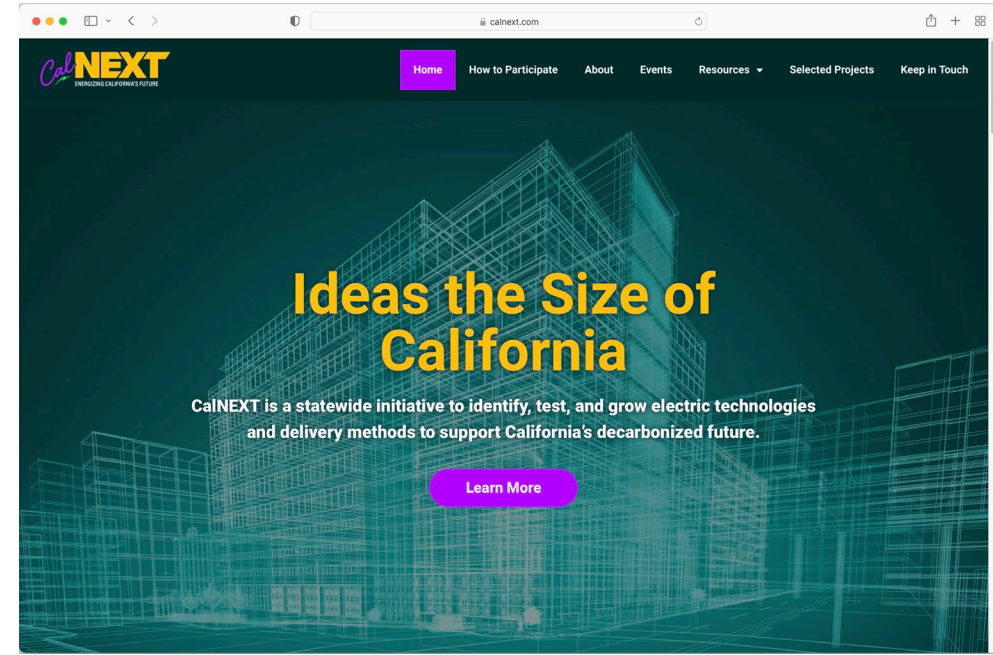 calnext.com
Cal NEXT
ENERGIZING CALIFORNIA'S FUTURE
Home How to Participate About Events Resources Selected Projects Keep in Touch
Ideas the Size of
California
CalNEXT is a statewide initiative to identify, test, and grow electric technologies
and delivery methods to support California's decarbonized future.
Learn More